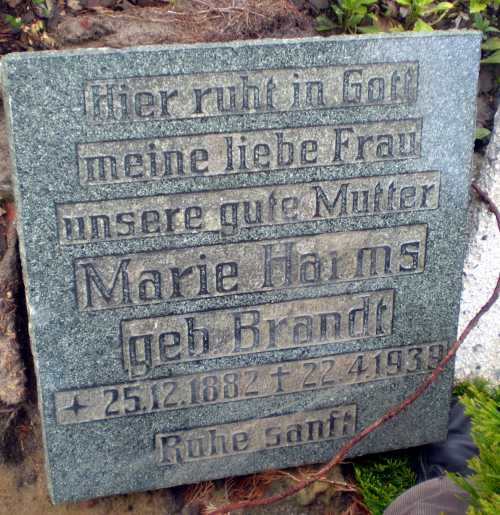 Hier ruht in Gott
meine liebe Frau
unsere gute Mutter
Marie Harms
geb Brandt
✶ 25.12.1882 ✝ 22.4.1939
Ruhe sanft